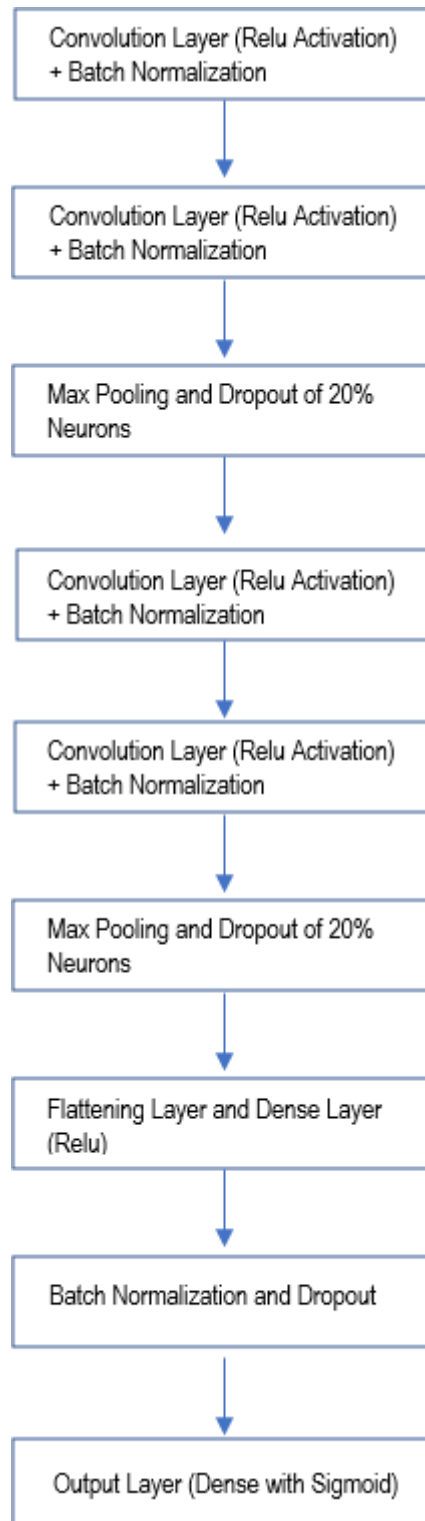 Convolution Layer (Relu Activation)
+ Batch Normalization
Convolution Layer (Relu Activation)
+ Batch Normalization
Max Pooling and Dropout of 20%
Neurons
Convolution Layer (Relu Activation)
+ Batch Normalization
Convolution Layer (Relu Activation)
+ Batch Normalization
Max Pooling and Dropout of 20%
Neurons
Flattening Layer and Dense Layer
(Relu)
Batch Normalization and Dropout
Output Layer (Dense with Sigmoid)